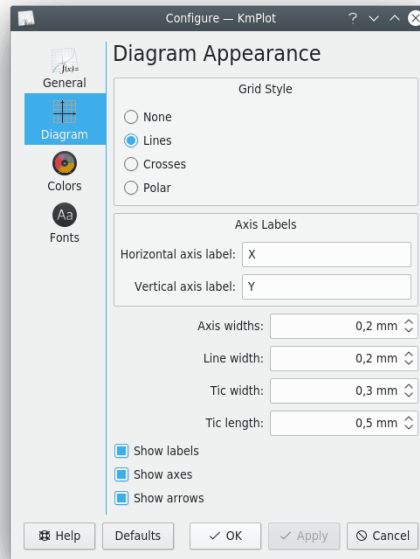 Configure — KmPlot
f(x)=
General
Diagram
Colors
Aa
Fonts
Diagram Appearance
Grid Style
None
Lines
Crosses
Polar
Axis Labels
Horizontal axis label: X
Vertical axis label: Y
Axis widths: 0,2 mm
Line width: 0,2 mm
Tic width: 0,3 mm
Tic length: 0,5 mm
Show labels
Show axes
Show arrows
Help Defaults OK Apply Cancel